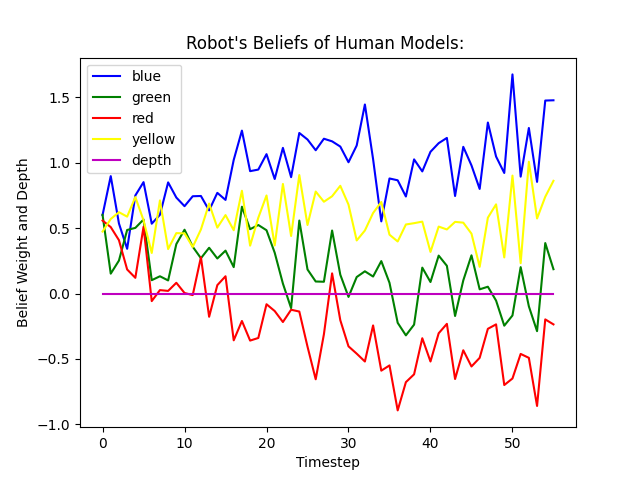 Robot's Beliefs of Human Models:
blue
green
red
yellow
depth
1.5
1.0
0.5
0.0
−0.5
−1.0
Belief Weight and Depth
0 10 20 30 40 50
Timestep